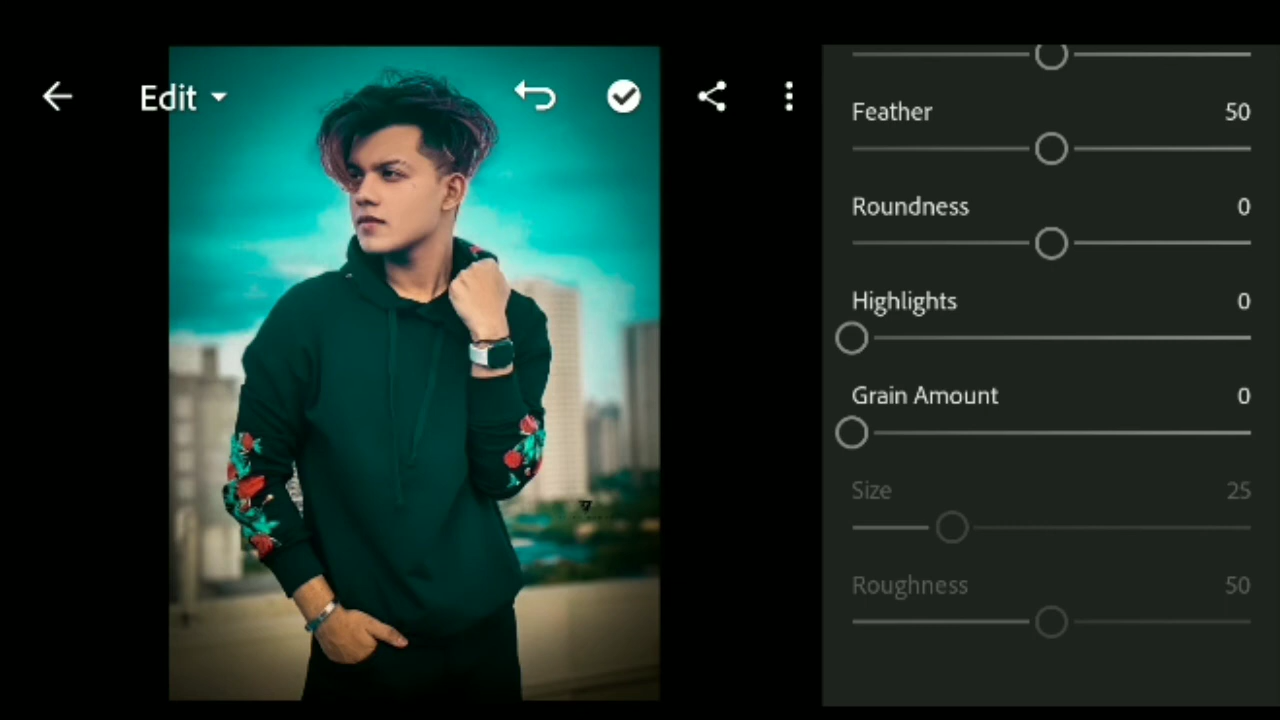 Edit
Feather 50
Roundness 0
Highlights 0
Grain Amount 0
Size 25
Roughness 50